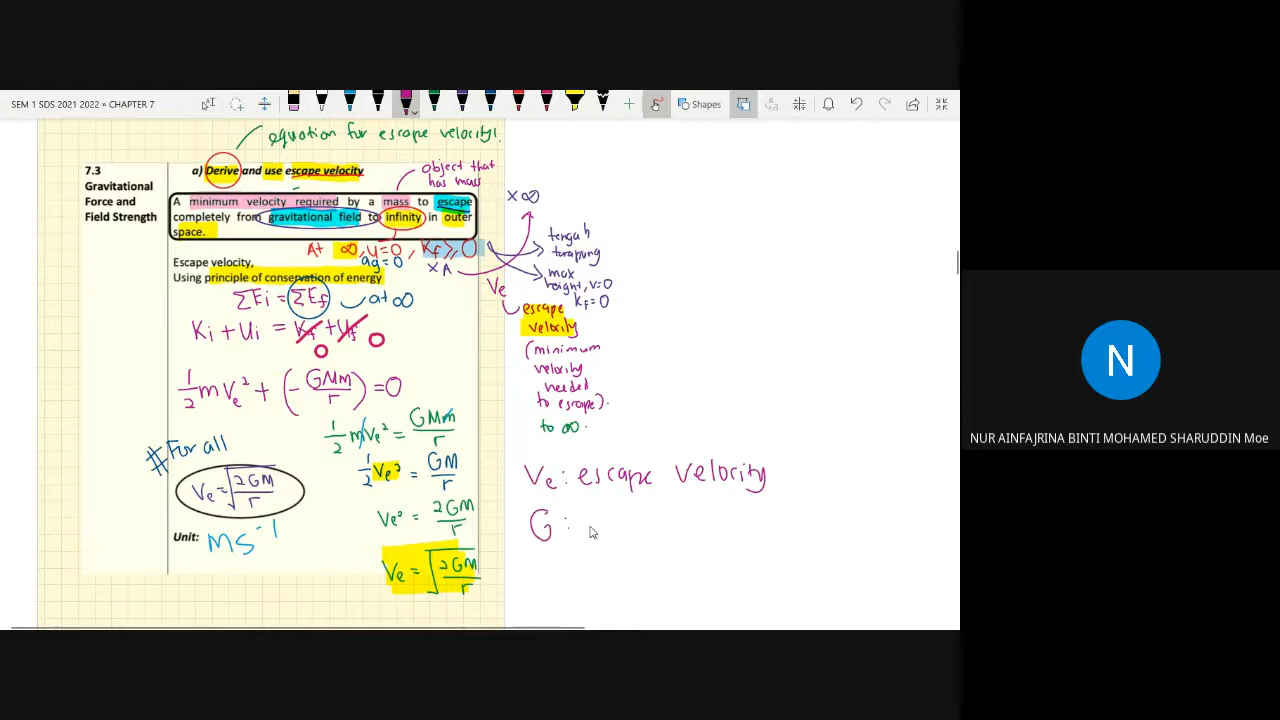 SEM 1 SDS 2021 2022 » CHAPTER 7
Shapes
equation for escape velocity!
7.3
Gravitational
Force and
Field Strength
a) Derive and use escape velocity
object that
has mass
A minimum velocity required by a mass to escape
completely from gravitational field to infinity in outer
space.
At ∞, u=0, Kf ≥ 0
ag=0
x ∞
x A
Ve
tengah
terapung
max
height, v=0
Kf=0
Escape velocity,
Using principle of conservation of energy
ΣEi = ΣEf
at ∞
Ki + Ui = Kf + Uf
0 0
escape
velocity
(minimum
velocity
needed
to escape).
to ∞.
1/2 mVe² + (- GMm/r) = 0
1/2 mVe² = GMm/r
1/2 Ve² = GM/r
Ve² = 2GM/r
Ve = √2GM/r
#For all
Ve = √2GM/r
Unit: ms⁻¹
Ve : escape velocity
G :
N
NUR AINFAJRINA BINTI MOHAMED SHARUDDIN Moe